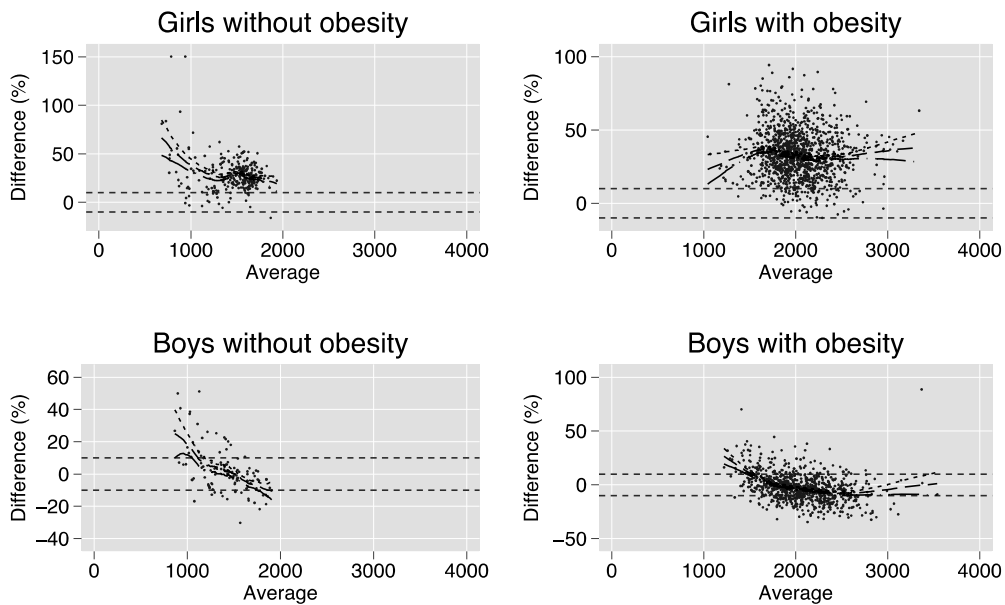 Girls without obesity
Difference (%)
150
100
50
0
0 1000 2000 3000 4000
Average
Girls with obesity
Difference (%)
100
50
0
0 1000 2000 3000 4000
Average
Boys without obesity
Difference (%)
60
40
20
0
−20
−40
0 1000 2000 3000 4000
Average
Boys with obesity
Difference (%)
100
50
0
−50
0 1000 2000 3000 4000
Average